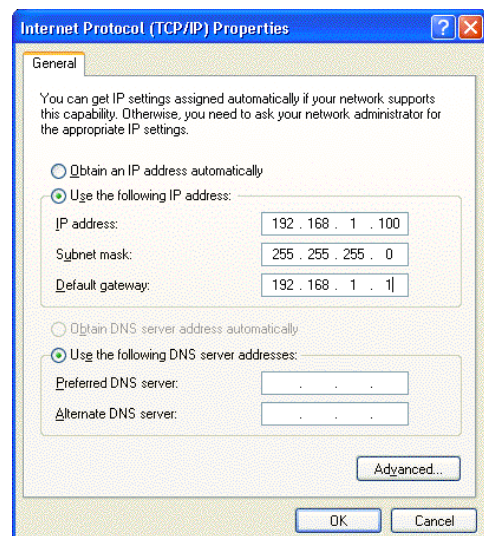 Internet Protocol (TCP/IP) Properties
General
You can get IP settings assigned automatically if your network supports
this capability. Otherwise, you need to ask your network administrator for
the appropriate IP settings.
Obtain an IP address automatically
Use the following IP address:
IP address: 192 . 168 . 1 . 100
Subnet mask: 255 . 255 . 255 . 0
Default gateway: 192 . 168 . 1 . 1
Obtain DNS server address automatically
Use the following DNS server addresses:
Preferred DNS server: . . .
Alternate DNS server: . . .
Advanced...
OK Cancel